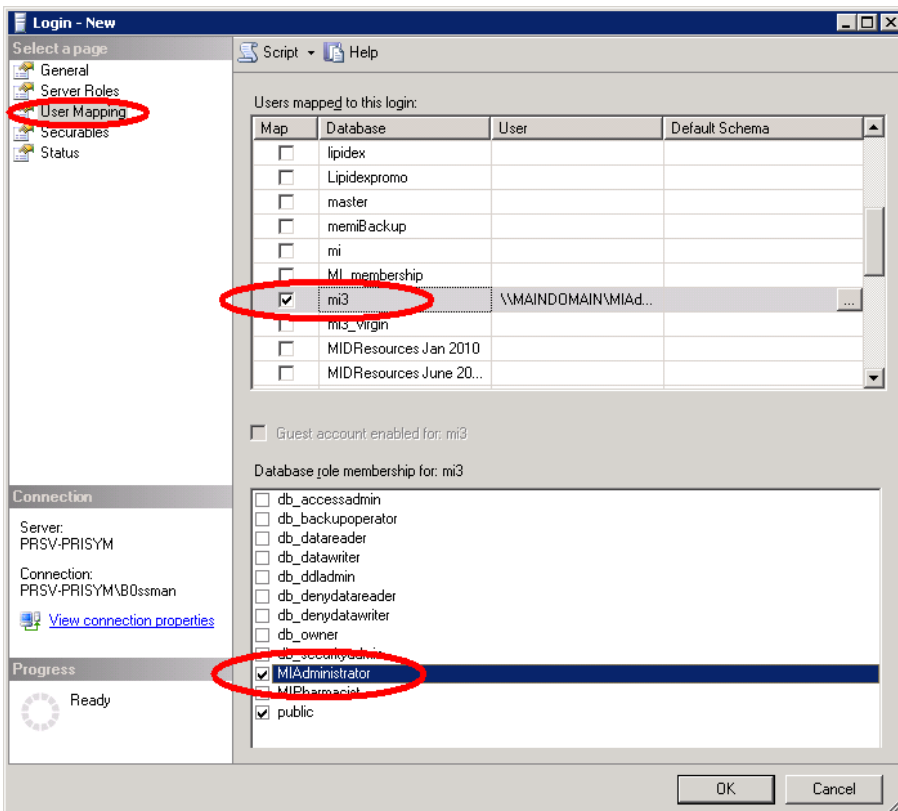 Login - New
Select a page
General
Server Roles
User Mapping
Securables
Status
Script Help
Users mapped to this login:
Map Database User Default Schema
lipidex
Lipidexpromo
master
memiBackup
mi
MI_membership
mi3 \\MAINDOMAIN\MIAd... ...
mi3_virgin
MIDResources Jan 2010
MIDResources June 20...
Guest account enabled for: mi3
Database role membership for: mi3
db_accessadmin
db_backupoperator
db_datareader
db_datawriter
db_ddladmin
db_denydatareader
db_denydatawriter
db_owner
db_securityadmin
MIAdministrator
MIPharmacist
public
Connection
Server:
PRSV-PRISYM
Connection:
PRSV-PRISYM\B0ssman
View connection properties
Progress
Ready
OK Cancel